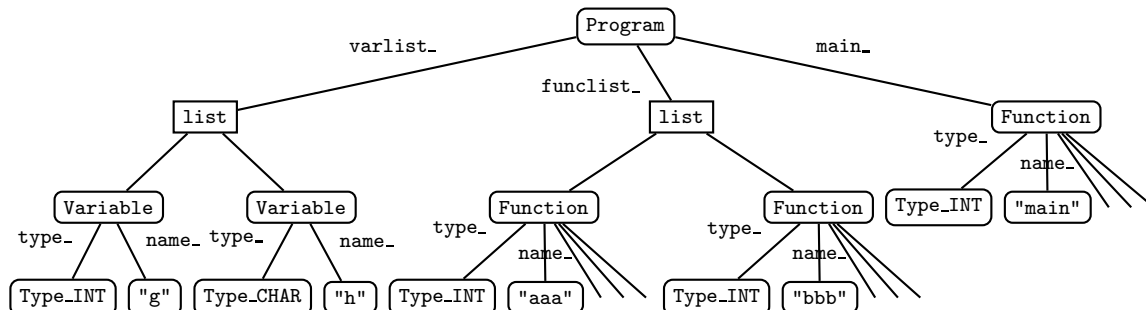 Program
varlist_
main_
funclist_
list
list
Function
type_
name_
Variable
Variable
Function
Function
Type_INT
"main"
type_
name_
type_
name_
type_
name_
type_
name_
Type_INT
"g"
Type_CHAR
"h"
Type_INT
"aaa"
Type_INT
"bbb"